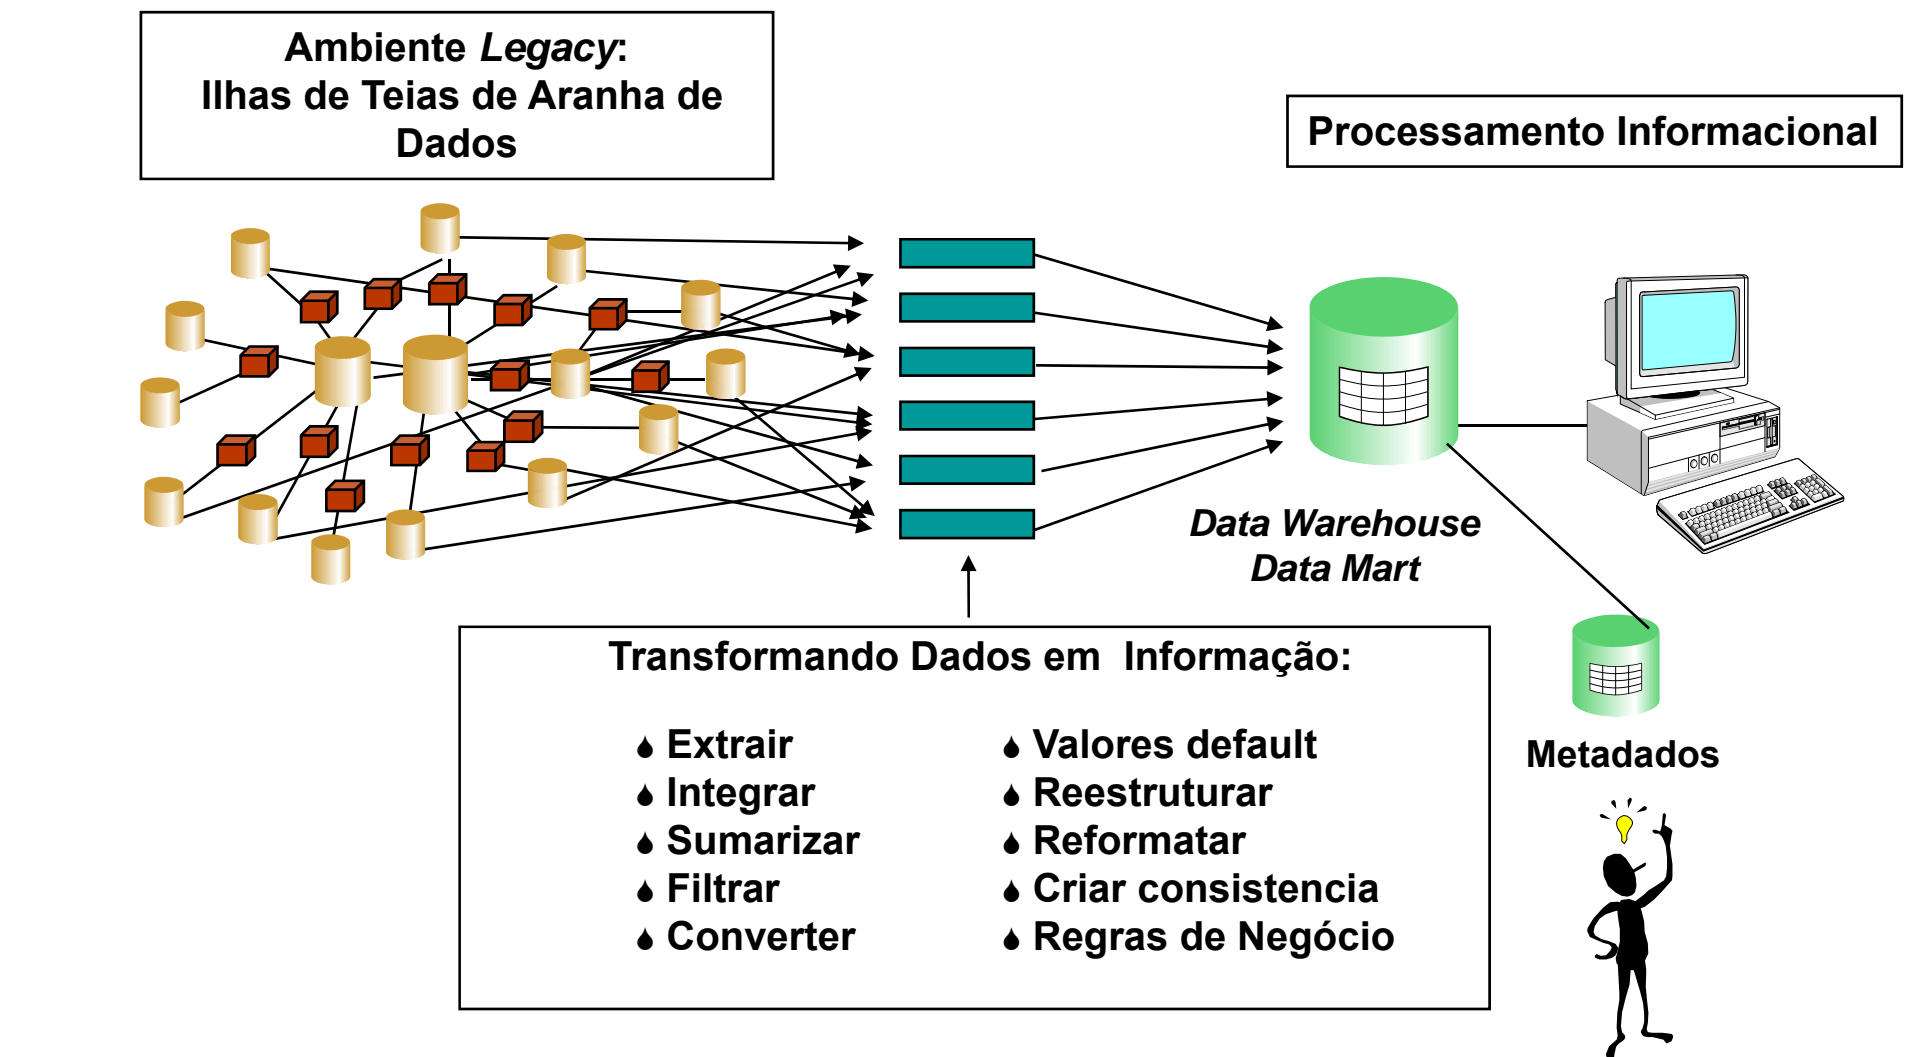 Ambiente Legacy:
Ilhas de Teias de Aranha de
Dados
Processamento Informacional
Data Warehouse
Data Mart
Transformando Dados em Informação:
Extrair
Integrar
Sumarizar
Filtrar
Converter
Valores default
Reestruturar
Reformatar
Criar consistencia
Regras de Negócio
Metadados